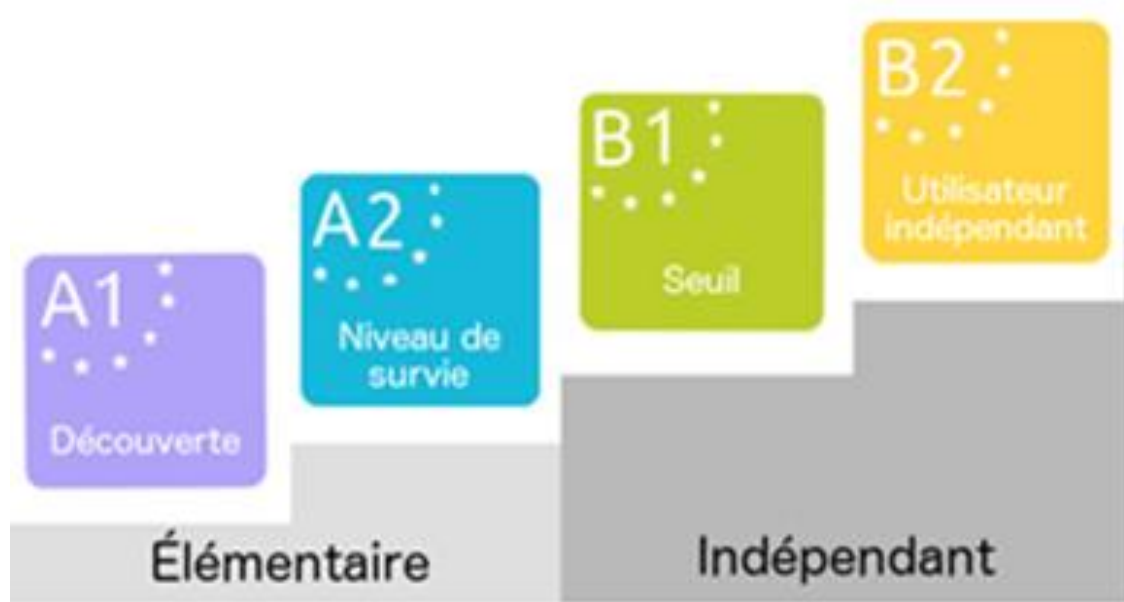 A1
Découverte
A2
Niveau de
survie
B1
Seuil
B2
Utilisateur
indépendant
Élémentaire
Indépendant